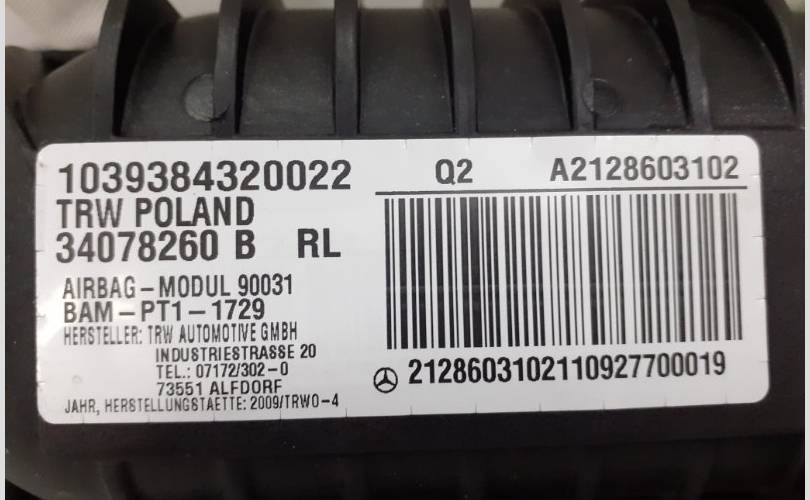 1039384320022
TRW POLAND
34078260 B RL
AIRBAG-MODUL 90031
BAM-PT1-1729
HERSTELLER: TRW AUTOMOTIVE GMBH
INDUSTRIESTRASSE 20
TEL.: 07172/302-0
73551 ALFDORF
JAHR, HERSTELLUNGSTAETTE: 2009/TRWO-4
Q2 A2128603102
2128603102110927700019